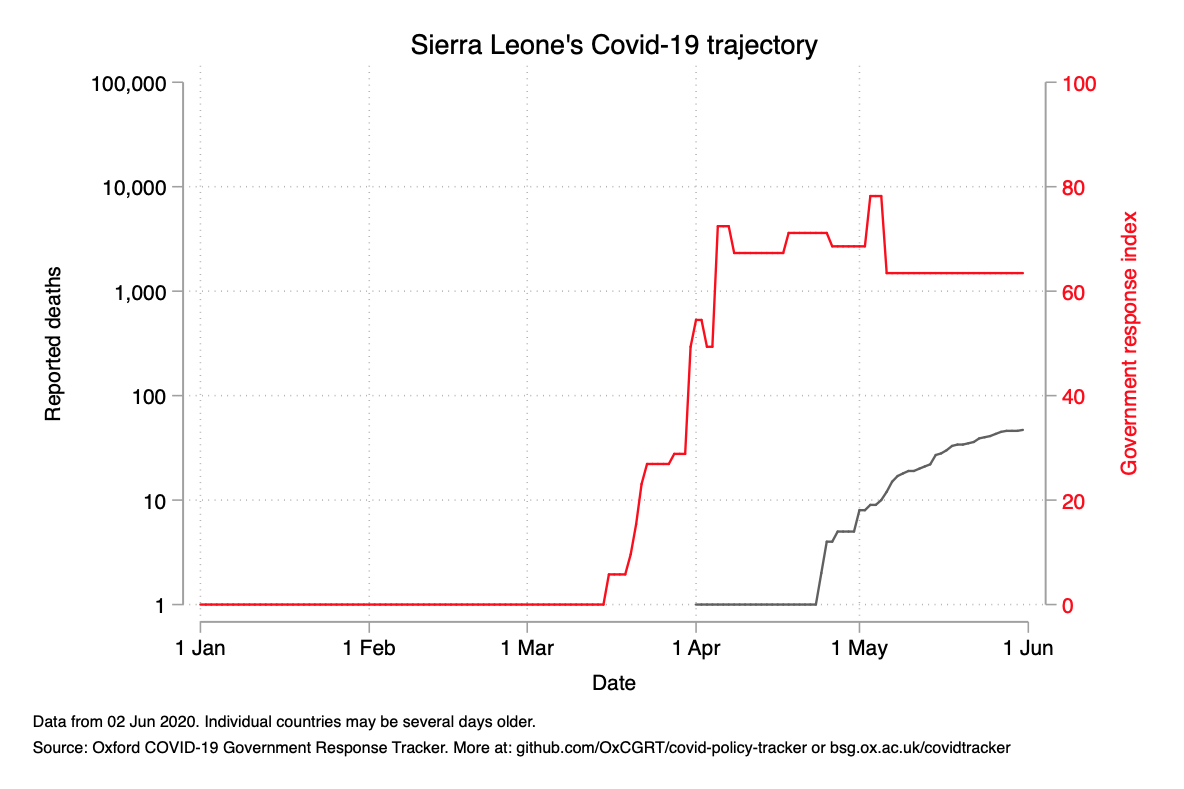 Sierra Leone's Covid-19 trajectory
100,000
10,000
1,000
100
10
1
Reported deaths
100
80
60
40
20
0
Government response index
1 Jan
1 Feb
1 Mar
1 Apr
1 May
1 Jun
Date
Data from 02 Jun 2020. Individual countries may be several days older.
Source: Oxford COVID-19 Government Response Tracker. More at: github.com/OxCGRT/covid-policy-tracker or bsg.ox.ac.uk/covidtracker